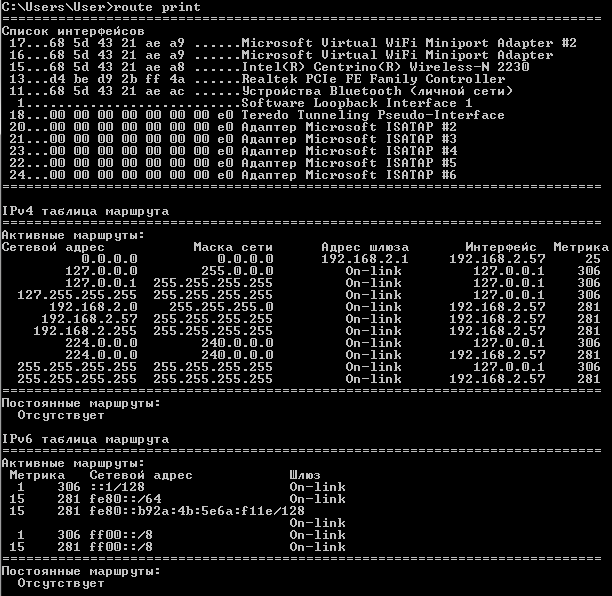 C:\Users\User>route print
===========================================================================
Список интерфейсов
 17...68 5d 43 21 ae a9 ......Microsoft Virtual WiFi Miniport Adapter #2
 16...68 5d 43 21 ae a9 ......Microsoft Virtual WiFi Miniport Adapter
 15...68 5d 43 21 ae a8 ......Intel(R) Centrino(R) Wireless-N 2230
 13...d4 be d9 2b ff 4a ......Realtek PCIe FE Family Controller
 11...68 5d 43 21 ae ac ......Устройства Bluetooth (личной сети)
  1...........................Software Loopback Interface 1
 18...00 00 00 00 00 00 00 e0 Teredo Tunneling Pseudo-Interface
 20...00 00 00 00 00 00 00 e0 Адаптер Microsoft ISATAP #2
 21...00 00 00 00 00 00 00 e0 Адаптер Microsoft ISATAP #3
 23...00 00 00 00 00 00 00 e0 Адаптер Microsoft ISATAP #4
 22...00 00 00 00 00 00 00 e0 Адаптер Microsoft ISATAP #5
 24...00 00 00 00 00 00 00 e0 Адаптер Microsoft ISATAP #6
===========================================================================
IPv4 таблица маршрута
===========================================================================
Активные маршруты:
Сетевой адрес Маска сети Адрес шлюза Интерфейс Метрика
0.0.0.0 0.0.0.0 192.168.2.1 192.168.2.57 25
127.0.0.0 255.0.0.0 On-link 127.0.0.1 306
127.0.0.1 255.255.255.255 On-link 127.0.0.1 306
127.255.255.255 255.255.255.255 On-link 127.0.0.1 306
192.168.2.0 255.255.255.0 On-link 192.168.2.57 281
192.168.2.57 255.255.255.255 On-link 192.168.2.57 281
192.168.2.255 255.255.255.255 On-link 192.168.2.57 281
224.0.0.0 240.0.0.0 On-link 127.0.0.1 306
224.0.0.0 240.0.0.0 On-link 192.168.2.57 281
255.255.255.255 255.255.255.255 On-link 127.0.0.1 306
255.255.255.255 255.255.255.255 On-link 192.168.2.57 281
===========================================================================
Постоянные маршруты:
Отсутствует
IPv6 таблица маршрута
===========================================================================
Активные маршруты:
Метрика Сетевой адрес Шлюз
1 306 ::1/128 On-link
15 281 fe80::/64 On-link
15 281 fe80::b92a:4b:5e6a:f11e/128
On-link
1 306 ff00::/8 On-link
15 281 ff00::/8 On-link
===========================================================================
Постоянные маршруты:
Отсутствует